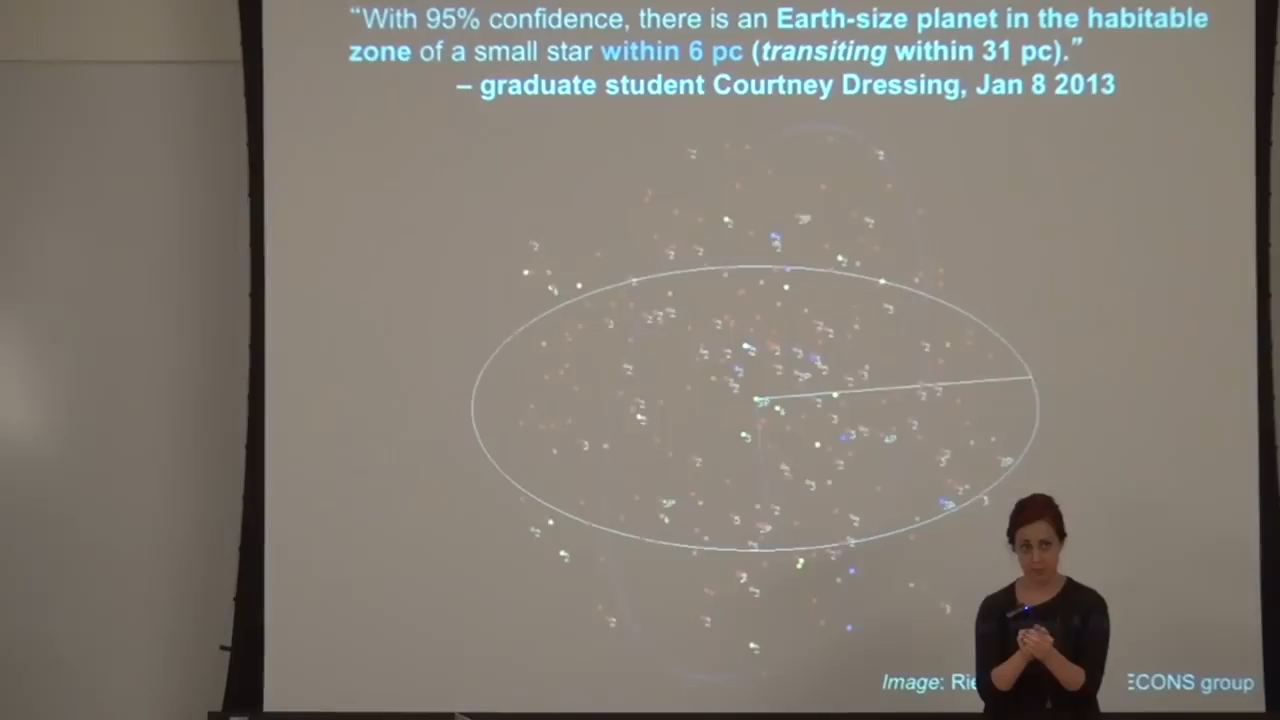 “With 95% confidence, there is an Earth-size planet in the habitable
zone of a small star within 6 pc (transiting within 31 pc).”
– graduate student Courtney Dressing, Jan 8 2013
Image: ECONS group